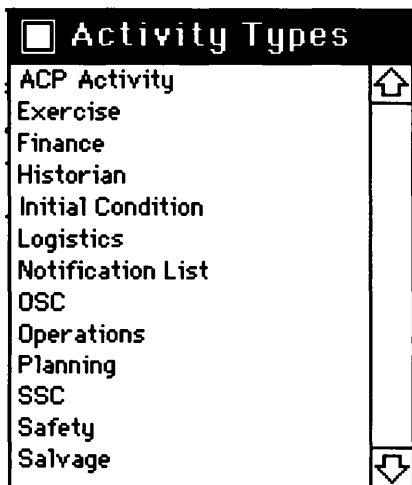 Activity Types
ACP Activity
Exercise
Finance
Historian
Initial Condition
Logistics
Notification List
OSC
Operations
Planning
SSC
Safety
Salvage